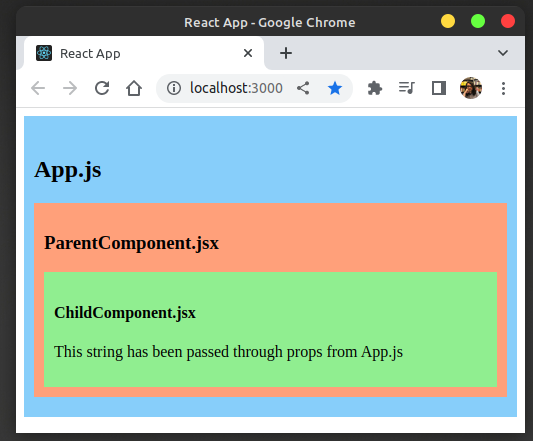 React App - Google Chrome
React App
localhost:3000
App.js
ParentComponent.jsx
ChildComponent.jsx
This string has been passed through props from App.js